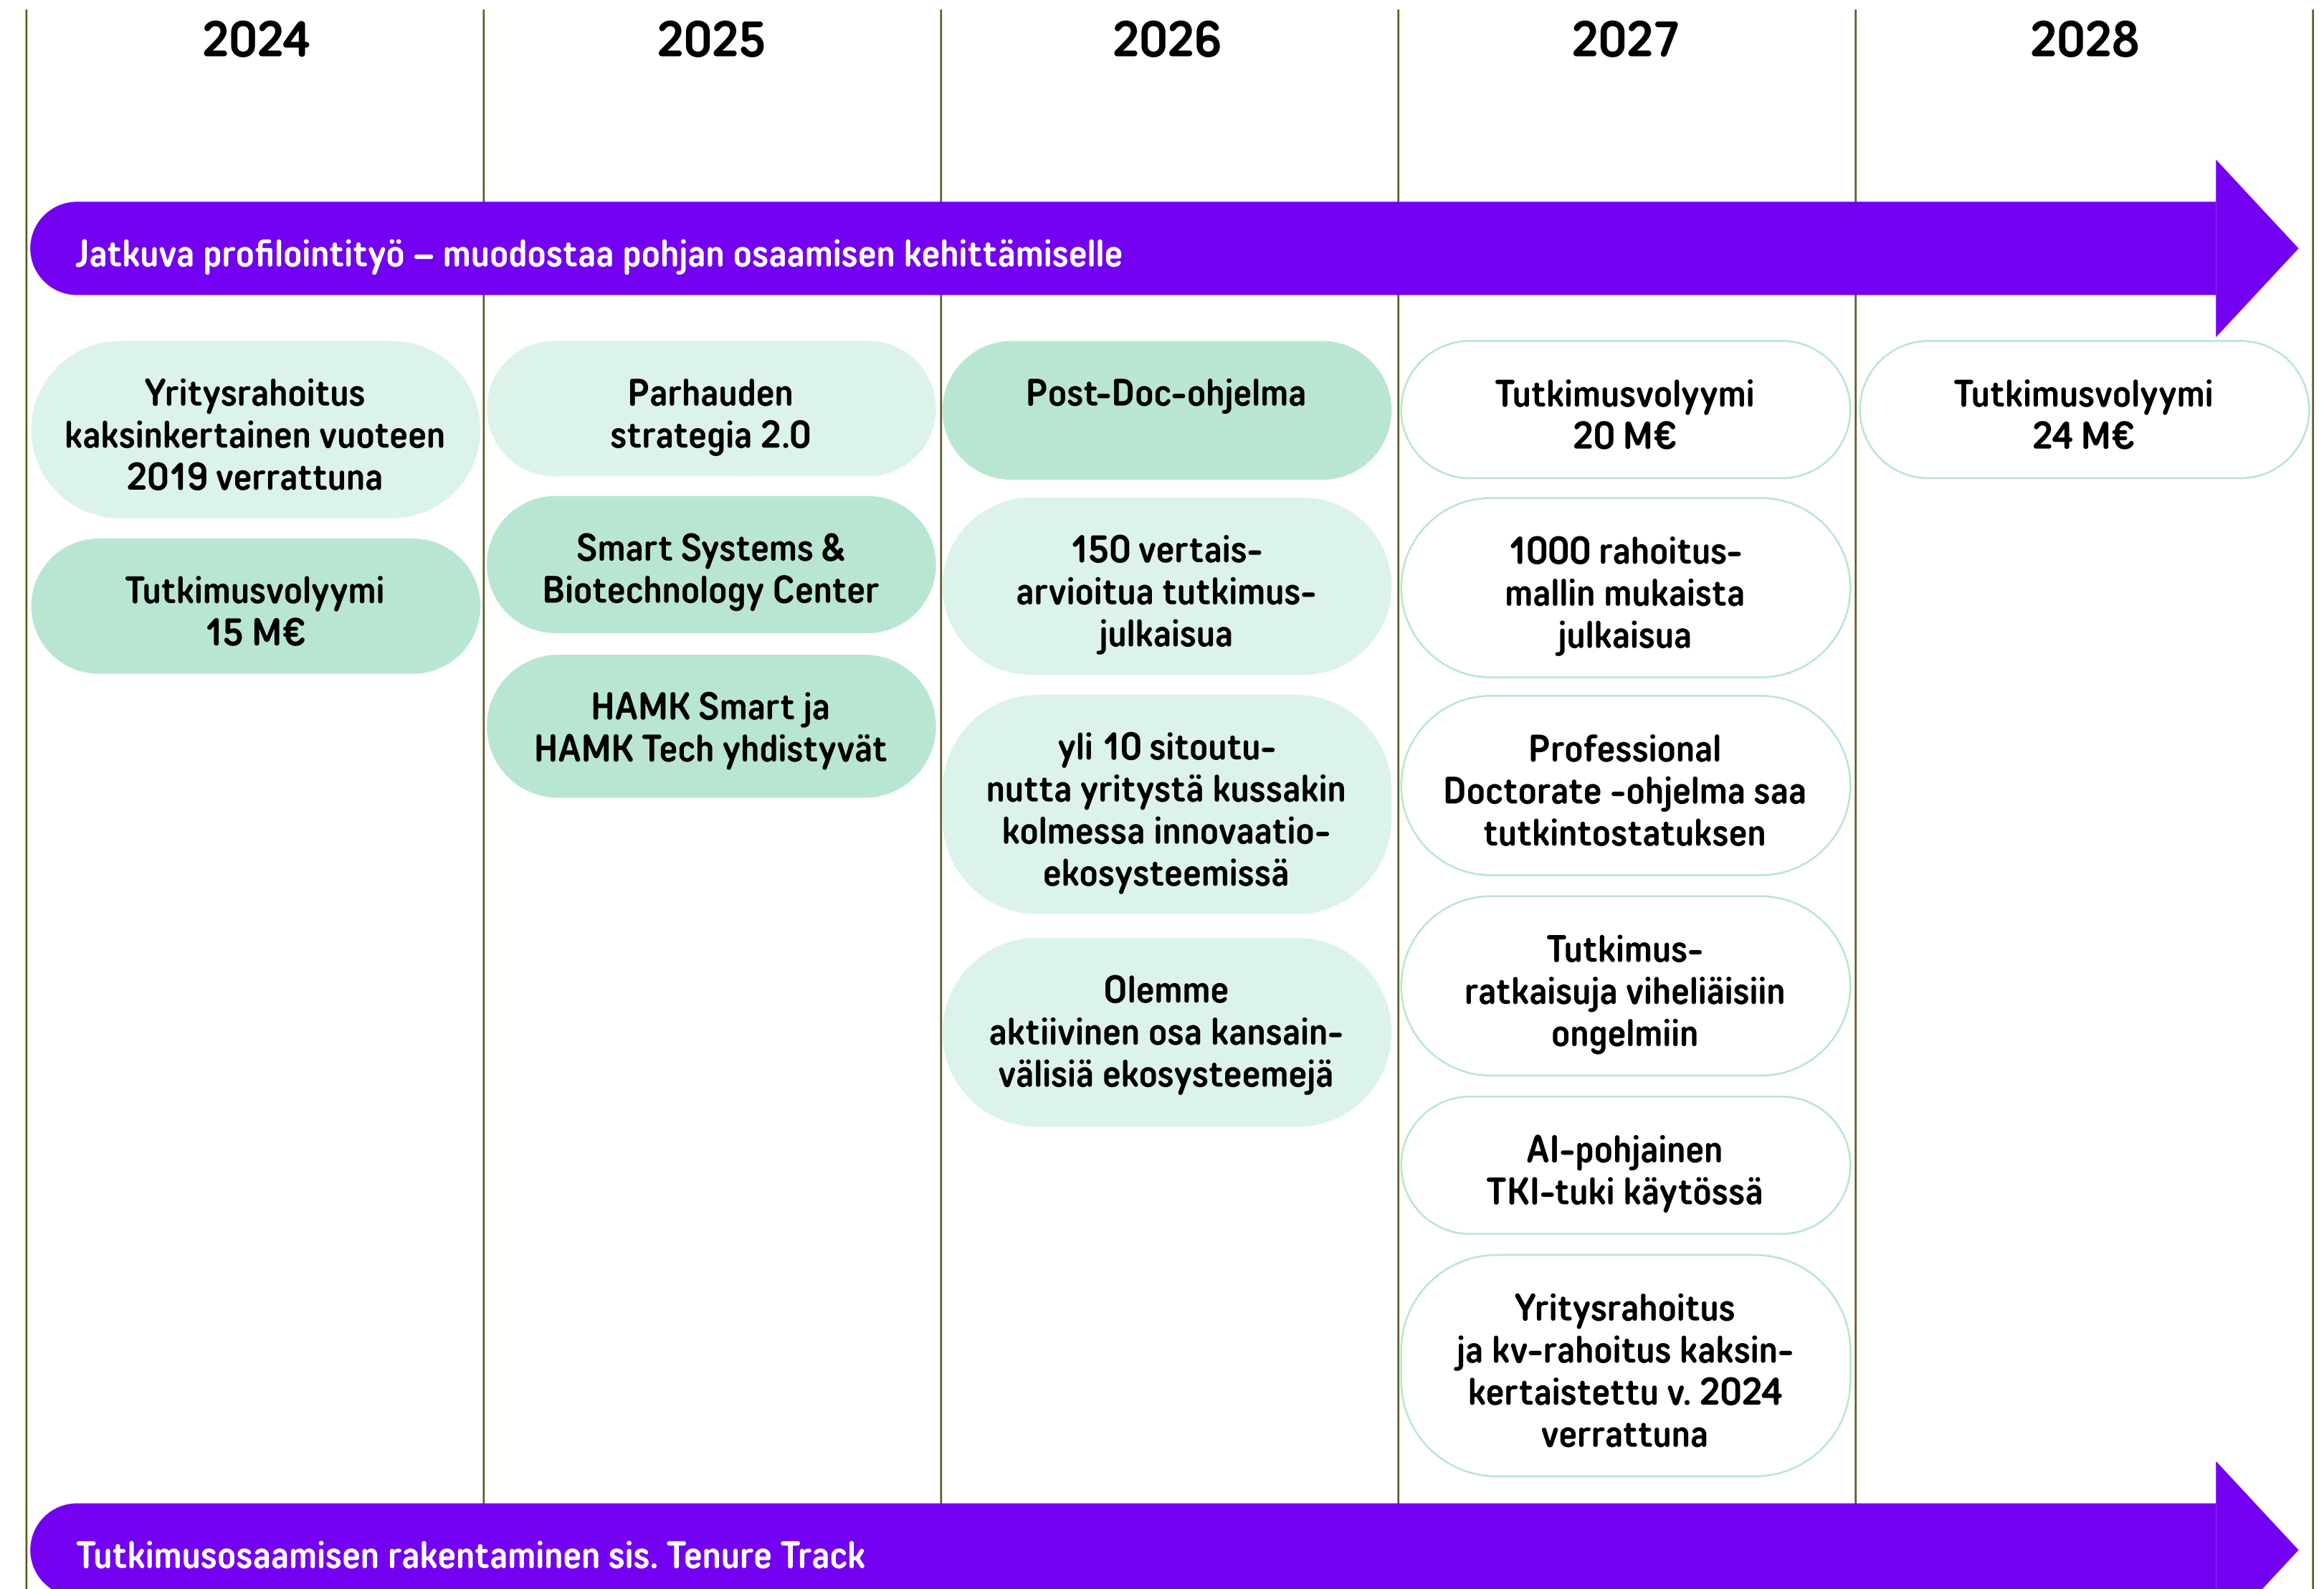 2024
2025
2026
2027
2028
Jatkuva profilointityö – muodostaa pohjan osaamisen kehittämiselle
Yritysrahoitus
kaksinkertainen vuoteen
2019 verrattuna
Tutkimusvolyymi
15 M€
Parhauden
strategia 2.0
Smart Systems &
Biotechnology Center
HAMK Smart ja
HAMK Tech yhdistyvät
Post-Doc-ohjelma
150 vertais-
arvioitua tutkimus-
julkaisua
yli 10 sitoutu-
nutta yritystä kussakin
kolmessa innovaatio-
ekosysteemissä
Olemme
aktiivinen osa kansain-
välisiä ekosysteemejä
Tutkimusvolyymi
20 M€
1000 rahoitus-
mallin mukaista
julkaisua
Professional
Doctorate -ohjelma saa
tutkintostatuksen
Tutkimus-
ratkaisuja viheliäisiin
ongelmiin
AI-pohjainen
TKI-tuki käytössä
Yritysrahoitus
ja kv-rahoitus kaksin-
kertaistettu v. 2024
verrattuna
Tutkimusvolyymi
24 M€
Tutkimusosaamisen rakentaminen sis. Tenure Track